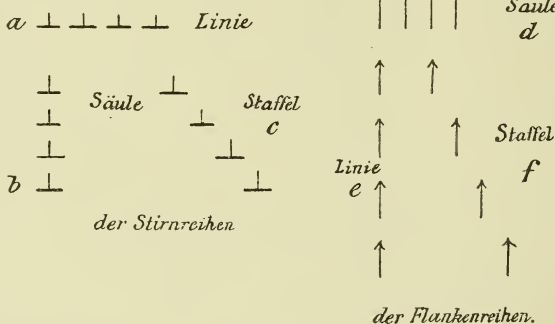 a Linie
Säule
d
Säule Staffel
c
b
der Stirnreihen
Staffel
f
Linie
e
der Flankenreihen.